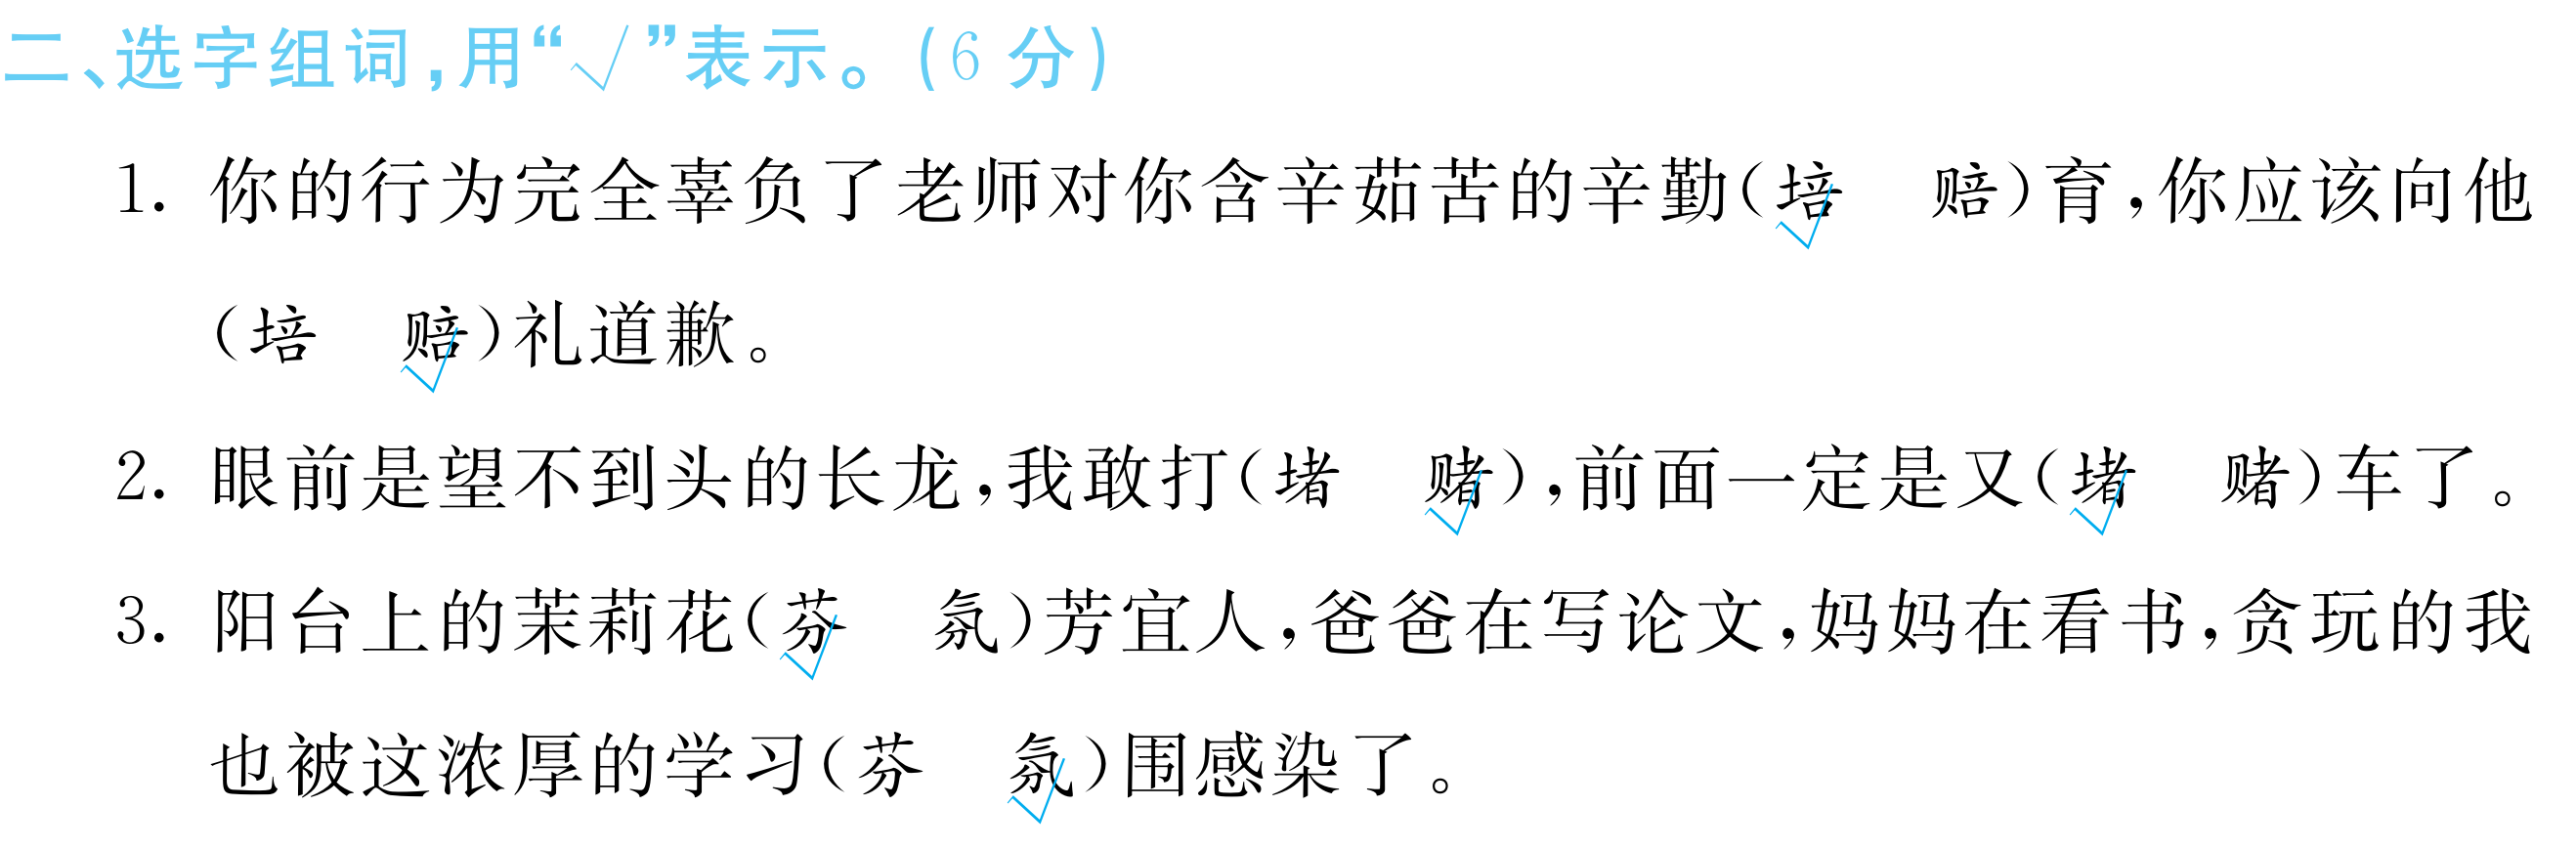 二、选字组词,用“√”表示。(6 分)
1. 你的行为完全辜负了老师对你含辛茹苦的辛勤(培√ 赔)育,你应该向他
(培 赔√)礼道歉。
2. 眼前是望不到头的长龙,我敢打(堵 赌√),前面一定是又(堵√ 赌)车了。
3. 阳台上的茉莉花(芬√ 氛)芳宜人,爸爸在写论文,妈妈在看书,贪玩的我
也被这浓厚的学习(芬 氛√)围感染了。